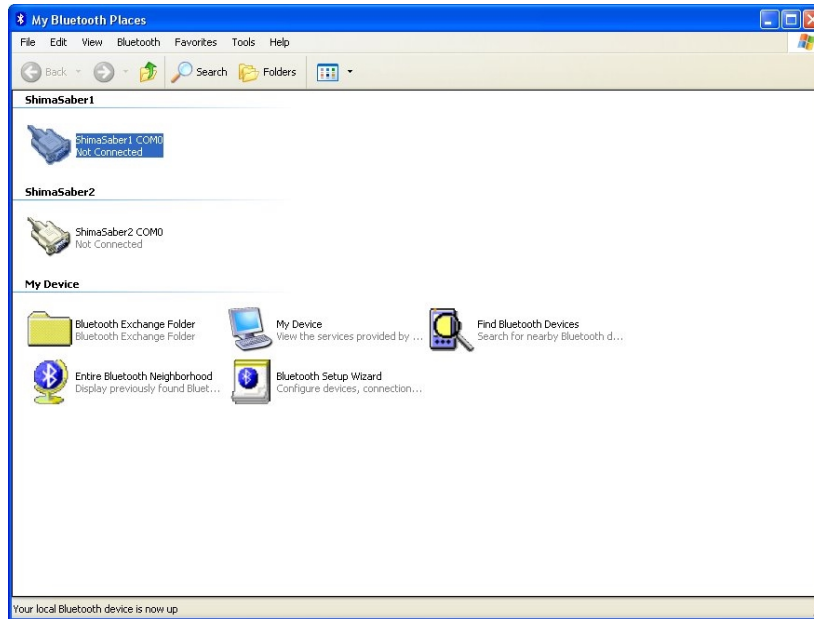 My Bluetooth Places
File Edit View Bluetooth Favorites Tools Help
Back Search Folders
ShimaSaber1
ShimaSaber1 COM0
Not Connected
ShimaSaber2
ShimaSaber2 COM0
Not Connected
My Device
Bluetooth Exchange Folder
Bluetooth Exchange Folder
My Device
View the services provided by ...
Find Bluetooth Devices
Search for nearby Bluetooth d...
Entire Bluetooth Neighborhood
Display previously found Bluet...
Bluetooth Setup Wizard
Configure devices, connection...
Your local Bluetooth device is now up